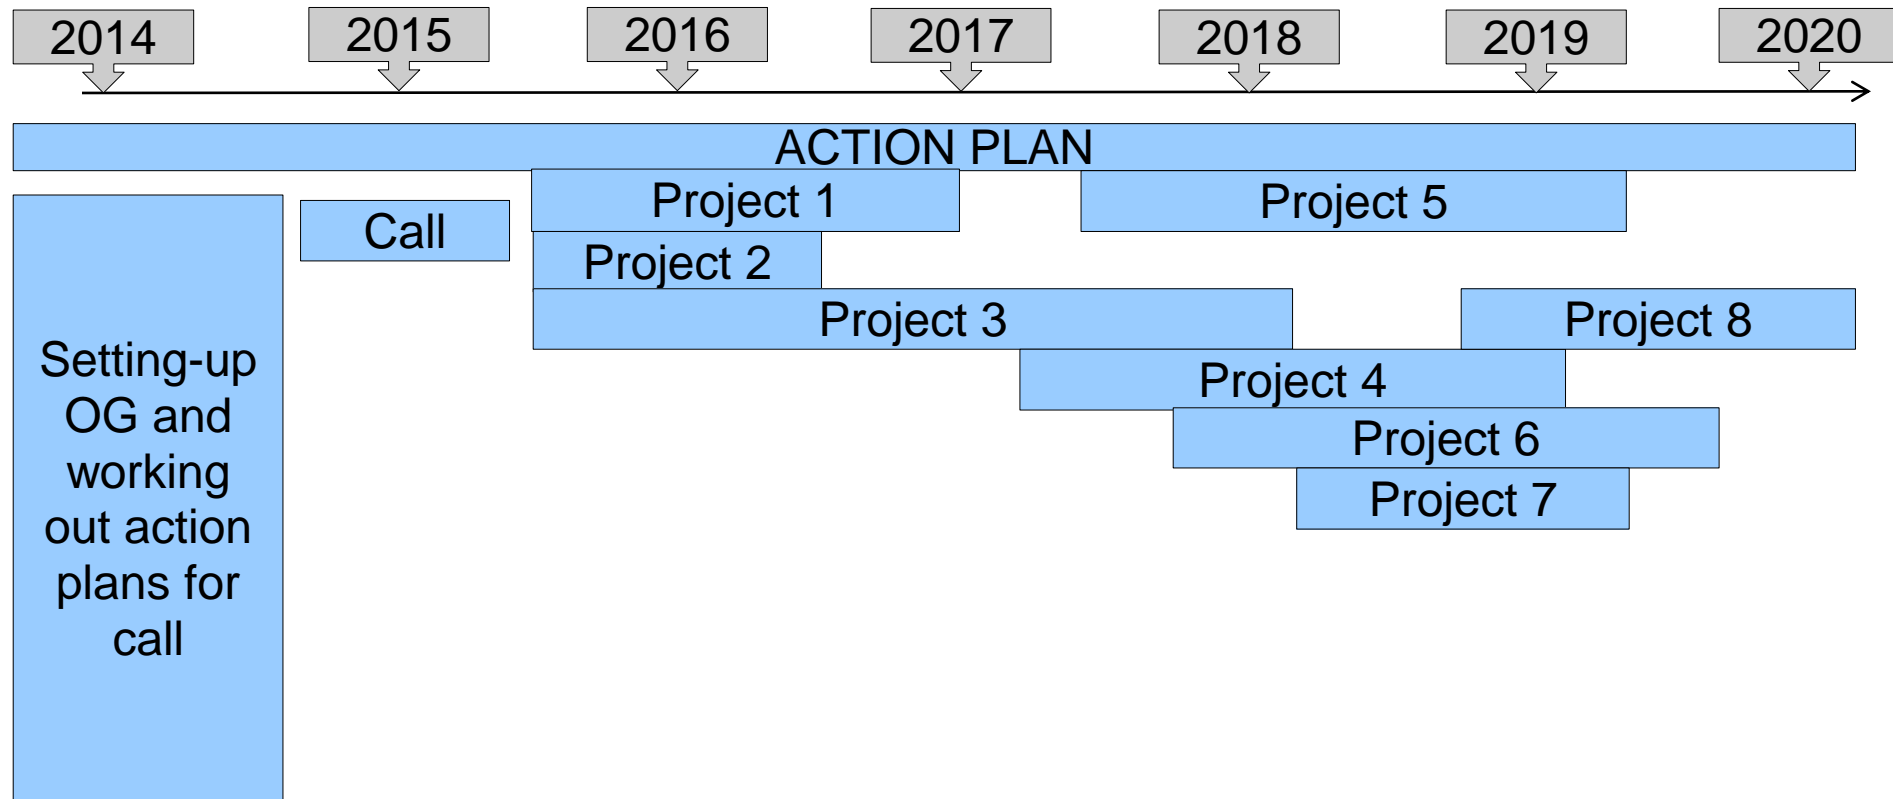 2014
2015
2016
2017
2018
2019
2020
ACTION PLAN
Project 1
Project 5
Call
Project 2
Project 3
Project 8
Setting-up
OG and
working
out action
plans for
call
Project 4
Project 6
Project 7